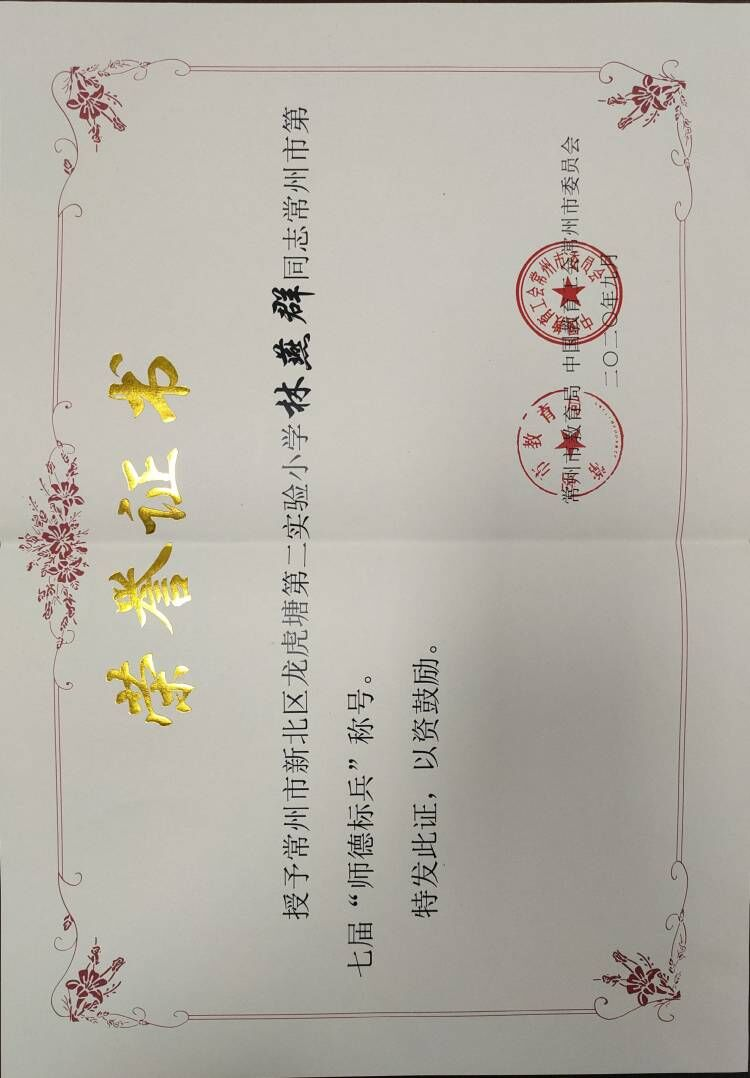 荣誉证书
授予常州市新北区龙虎塘第二实验小学林燕群同志常州市第
七届“师德标兵”称号。
特发此证，以资鼓励。
常州市教育局 中国教育工会常州市委员会
二〇二〇年九月